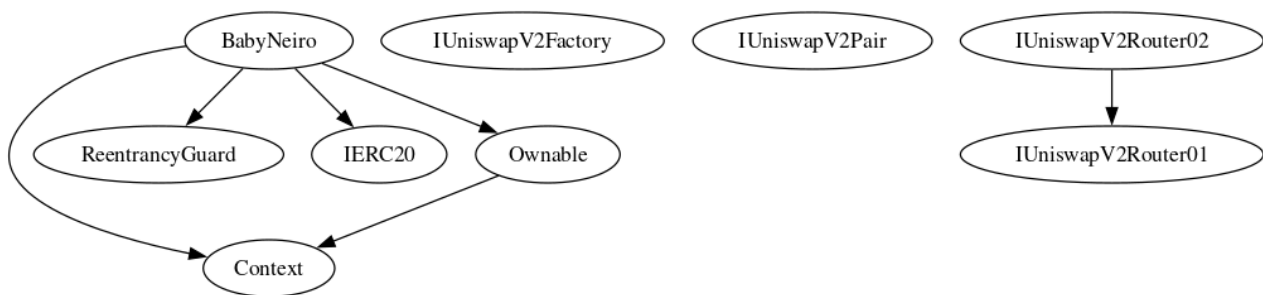 BabyNeiro
IUniswapV2Factory
IUniswapV2Pair
IUniswapV2Router02
ReentrancyGuard
IERC20
Ownable
IUniswapV2Router01
Context